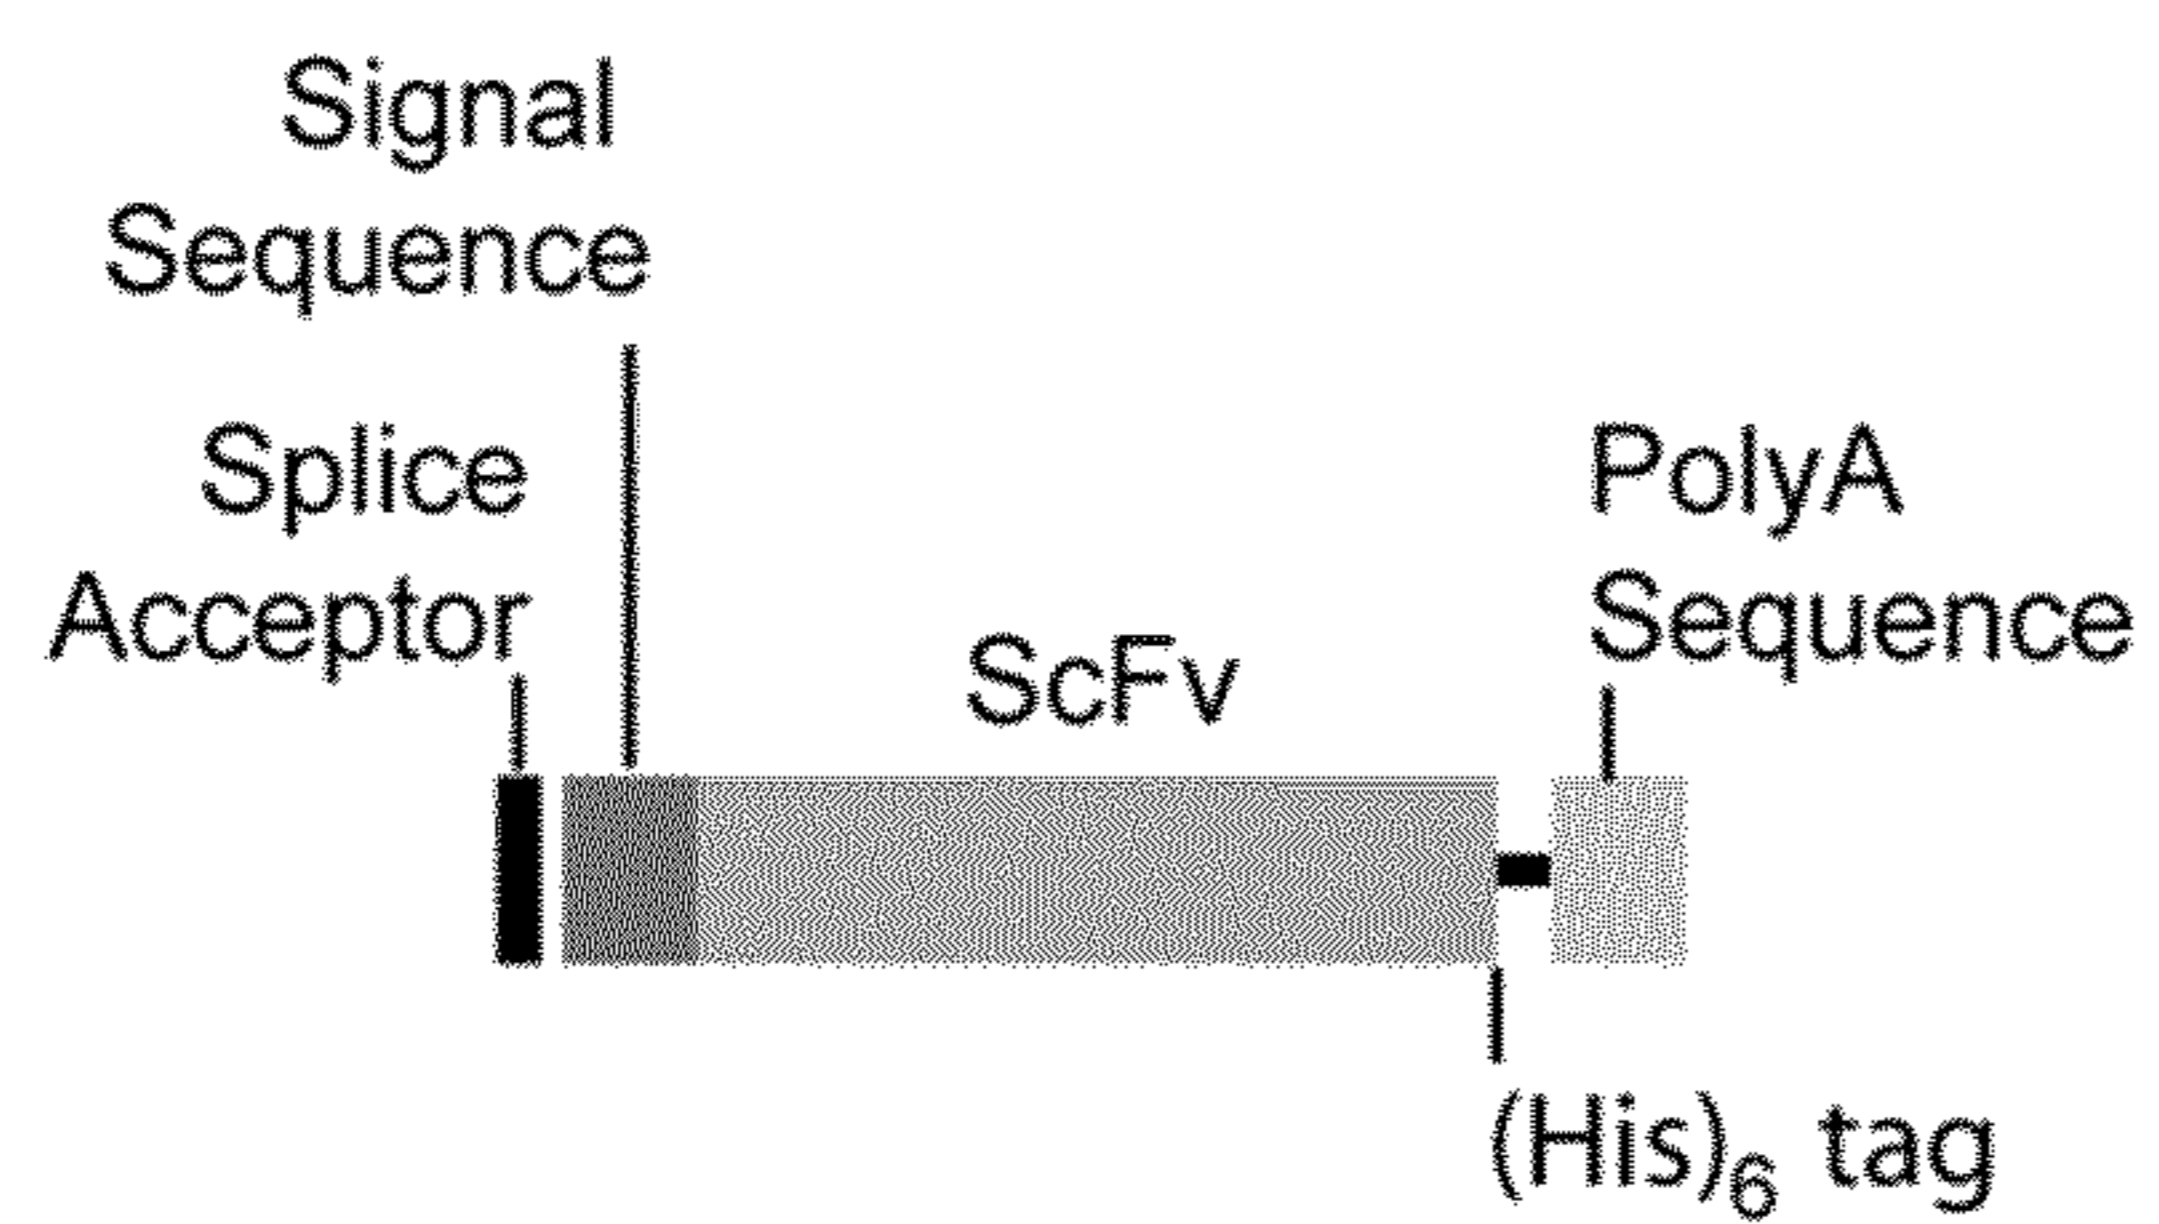 Signal
Sequence
Splice
Acceptor
ScFv
PolyA
Sequence
(His)₆ tag